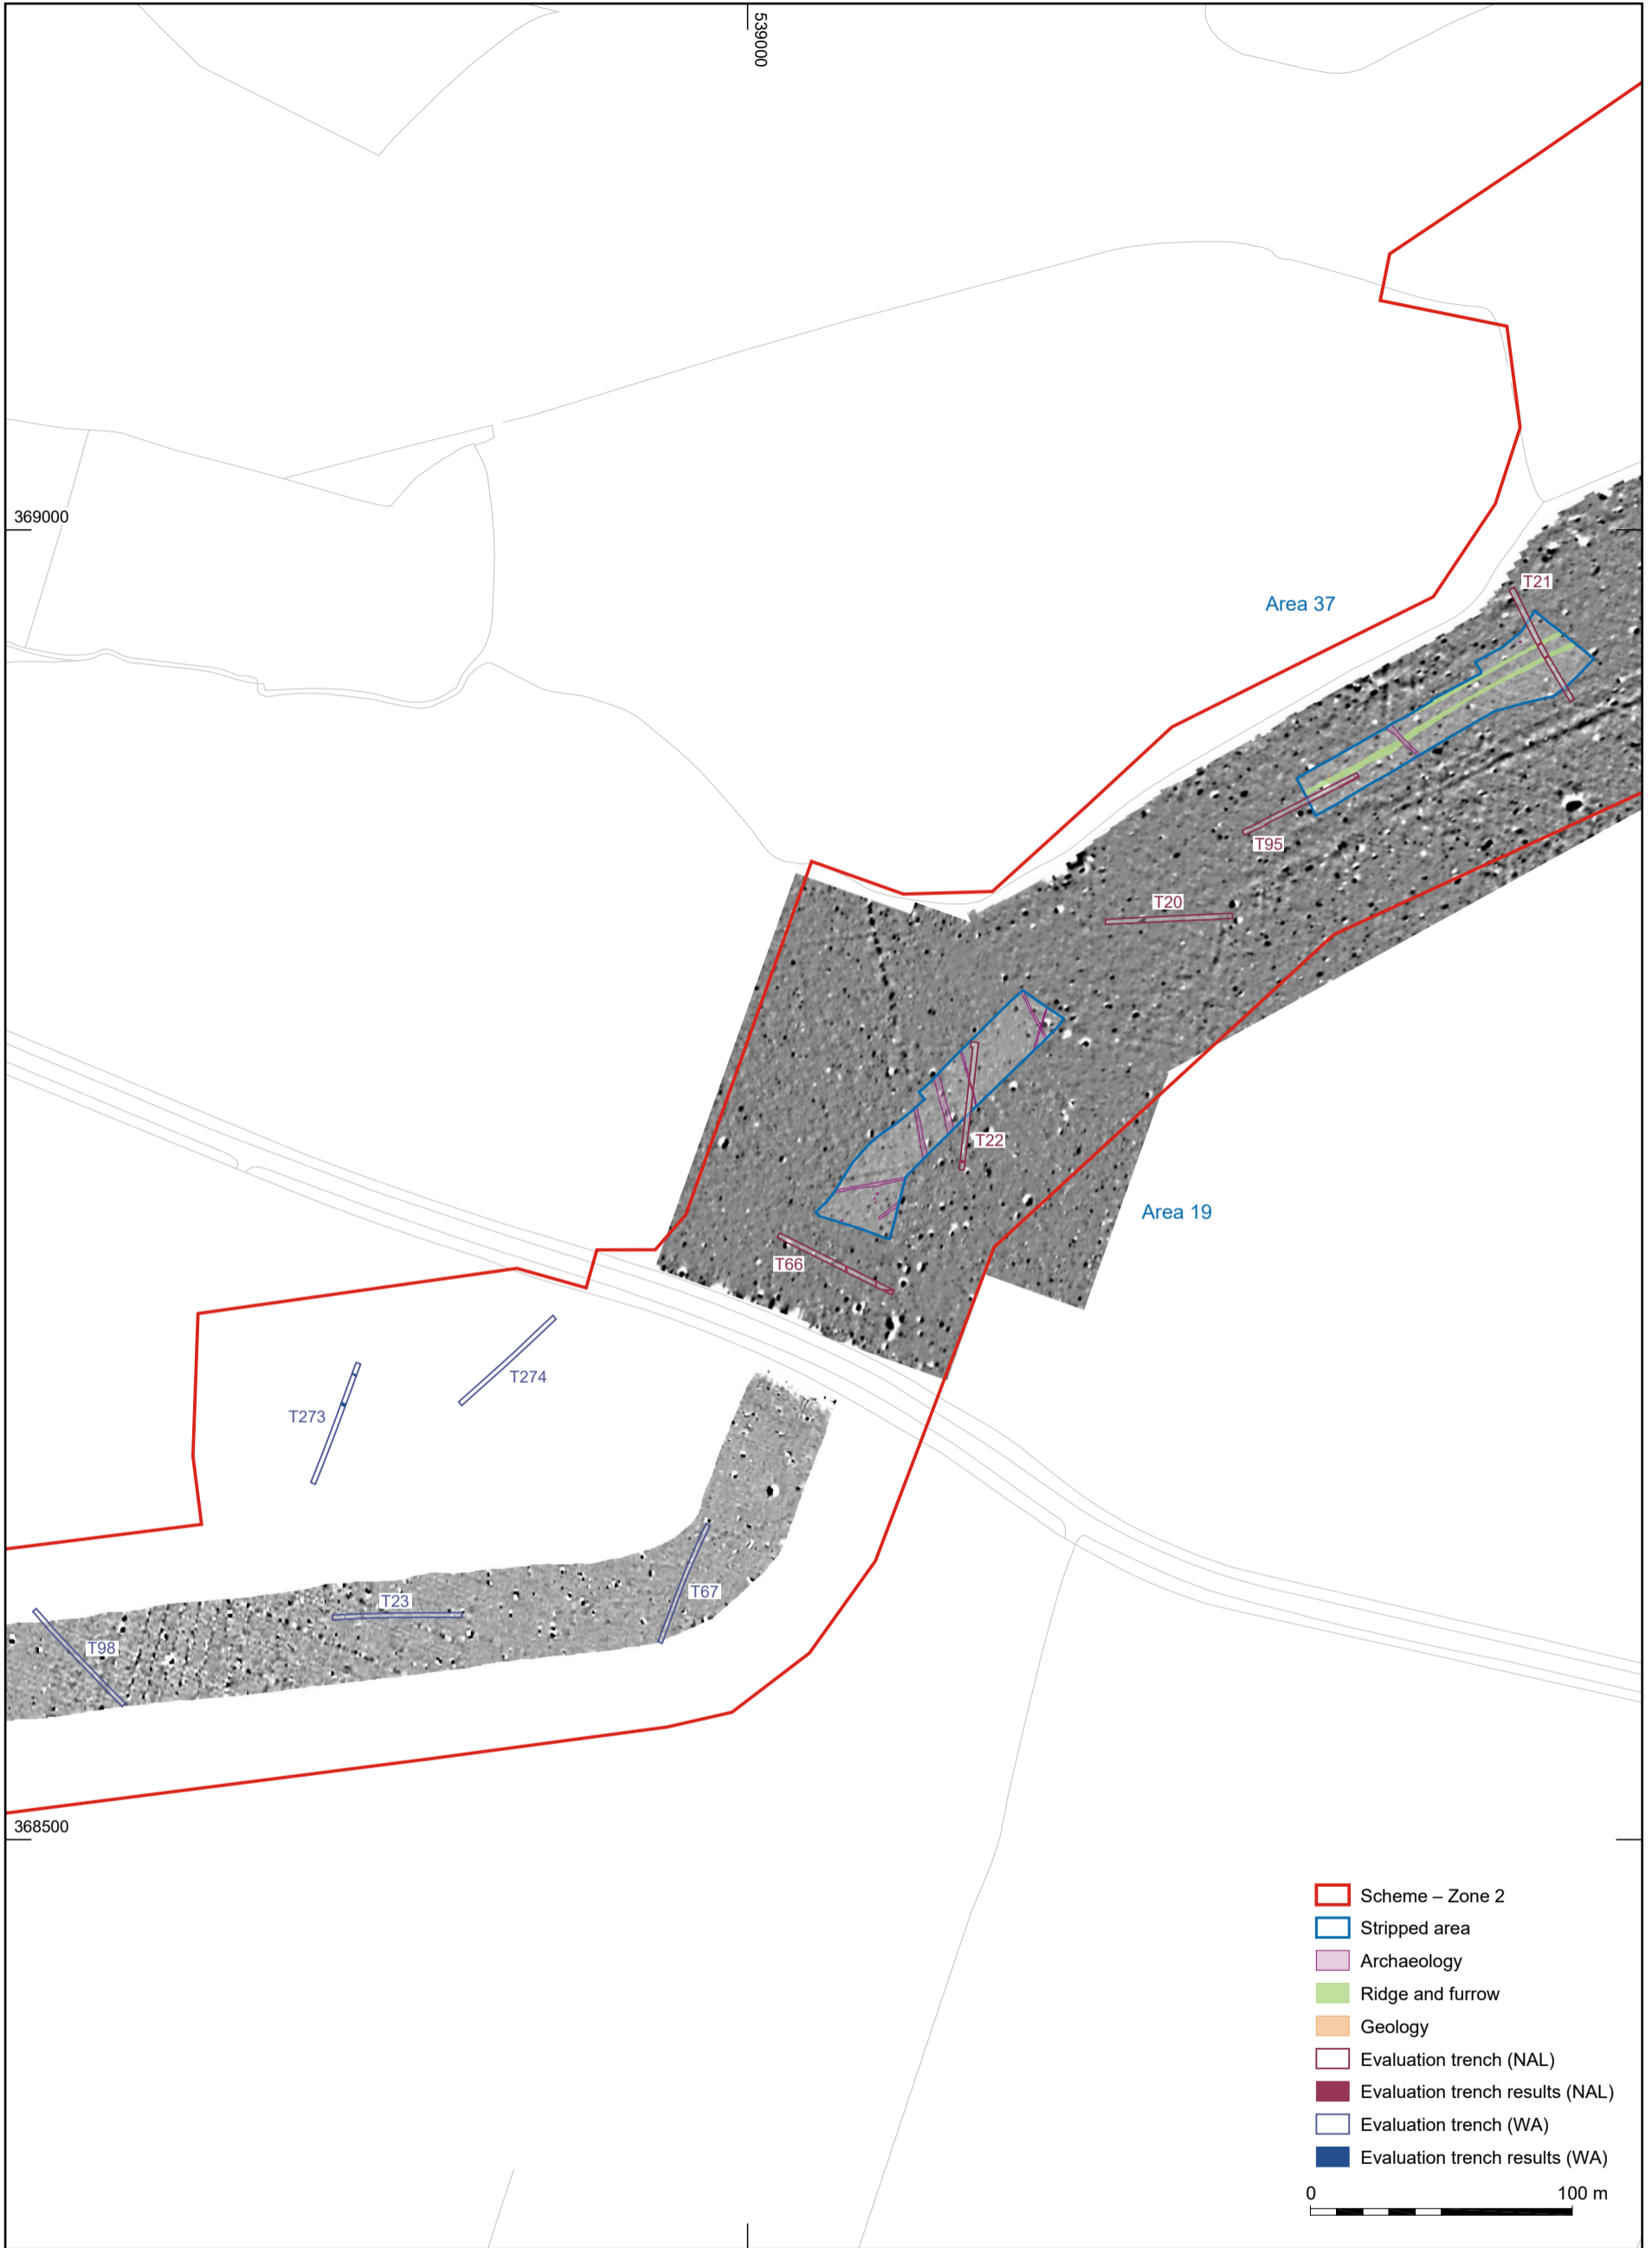 539000
369000
T21
Area 37
T95
T20
T22
Area 19
T66
T274
T273
T67
T23
T98
368500
Scheme – Zone 2
Stripped area
Archaeology
Ridge and furrow
Geology
Evaluation trench (NAL)
Evaluation trench results (NAL)
Evaluation trench (WA)
Evaluation trench results (WA)
0 100 m